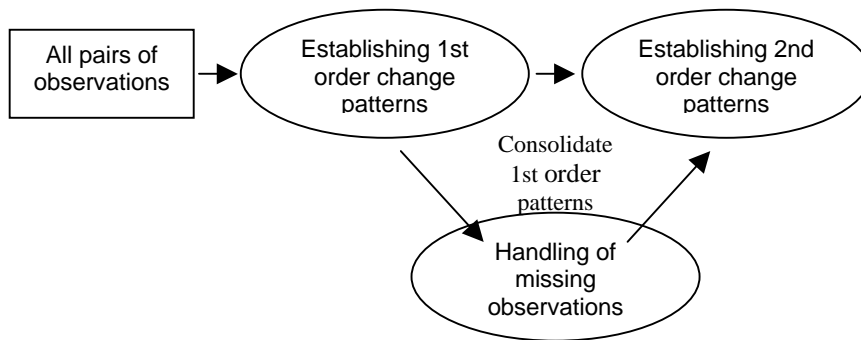 All pairs of
observations
Establishing 1st
order change
patterns
Establishing 2nd
order change
patterns
Consolidate
1st order
patterns
Handling of
missing
observations